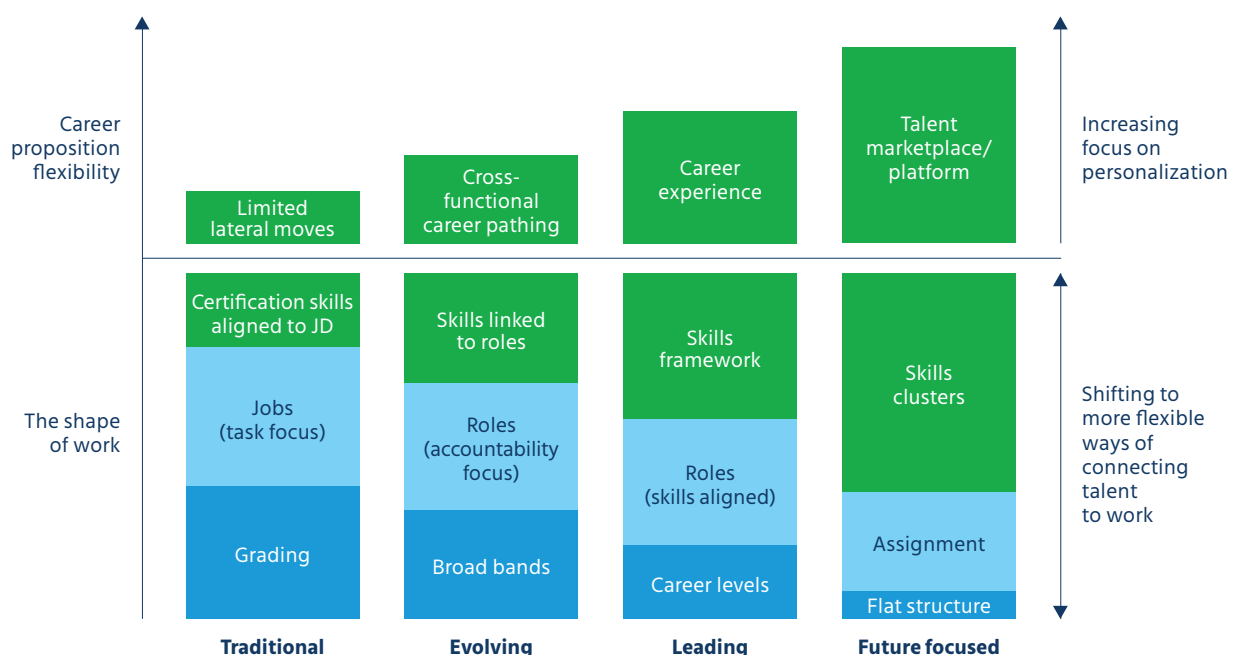 Career
proposition
flexibility
Limited
lateral moves
Cross-
functional
career pathing
Career
experience
Talent
marketplace/
platform
Increasing
focus on
personalization
The shape
of work
Certification skills
aligned to JD
Jobs
(task focus)
Grading
Skills linked
to roles
Roles
(accountability
focus)
Broad bands
Skills
framework
Roles
(skills aligned)
Career levels
Skills
clusters
Assignment
Flat structure
Shifting to
more flexible
ways of
connecting
talent
to work
Traditional
Evolving
Leading
Future focused